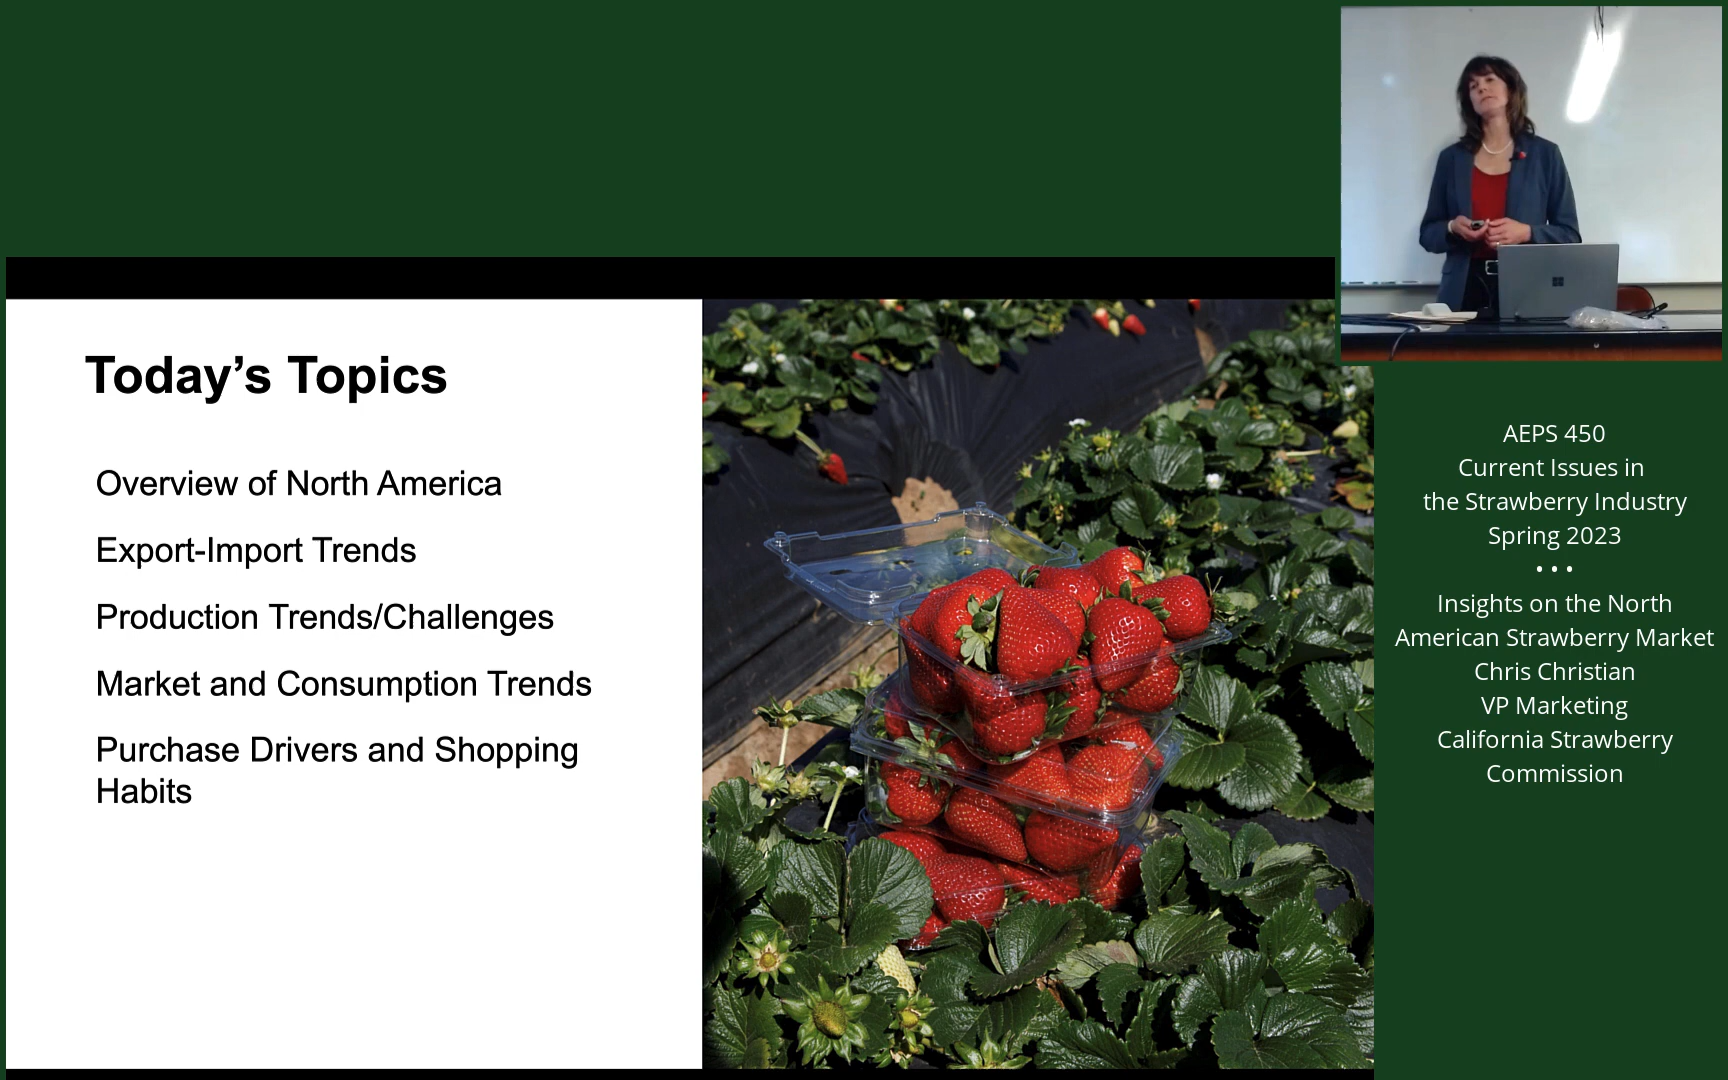 Today’s Topics
Overview of North America
Export-Import Trends
Production Trends/Challenges
Market and Consumption Trends
Purchase Drivers and Shopping
Habits
AEPS 450
Current Issues in
the Strawberry Industry
Spring 2023
• • •
Insights on the North
American Strawberry Market
Chris Christian
VP Marketing
California Strawberry
Commission